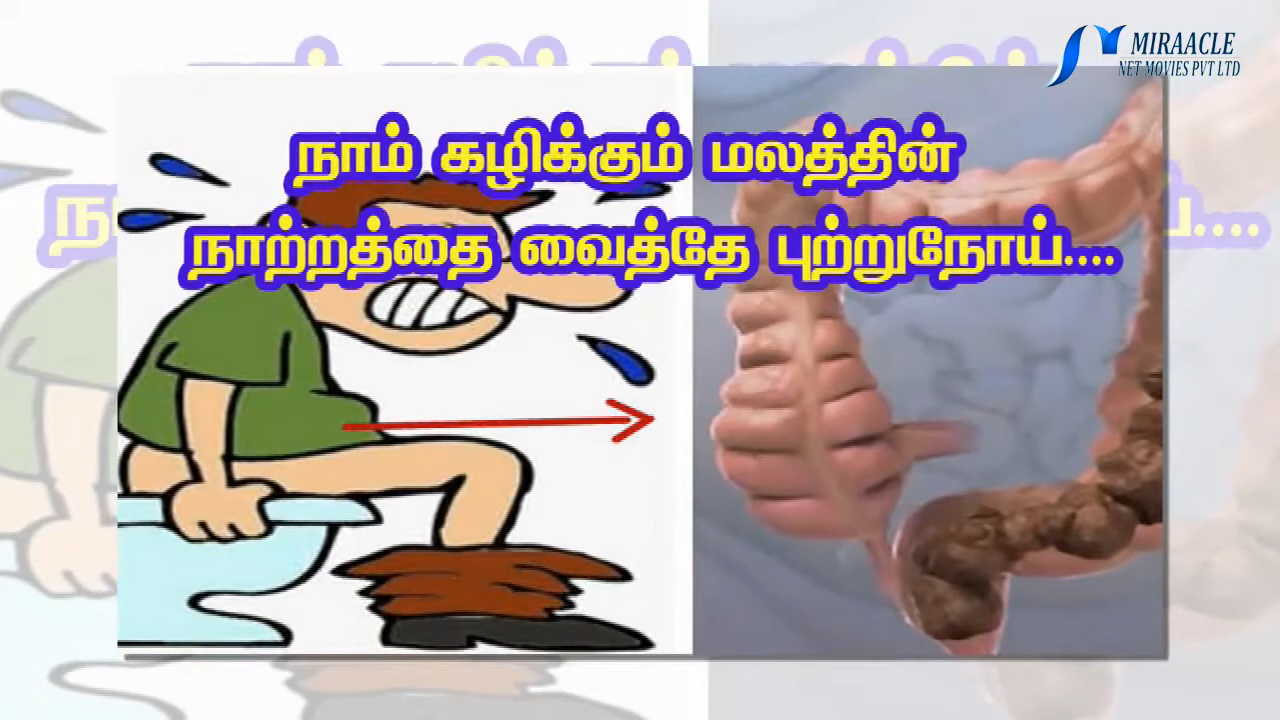 MIRAACLE
NET MOVIES PVT LTD
நாம் கழிக்கும் மலத்தின்
நாற்றத்தை வைத்தே புற்றுநோய்....